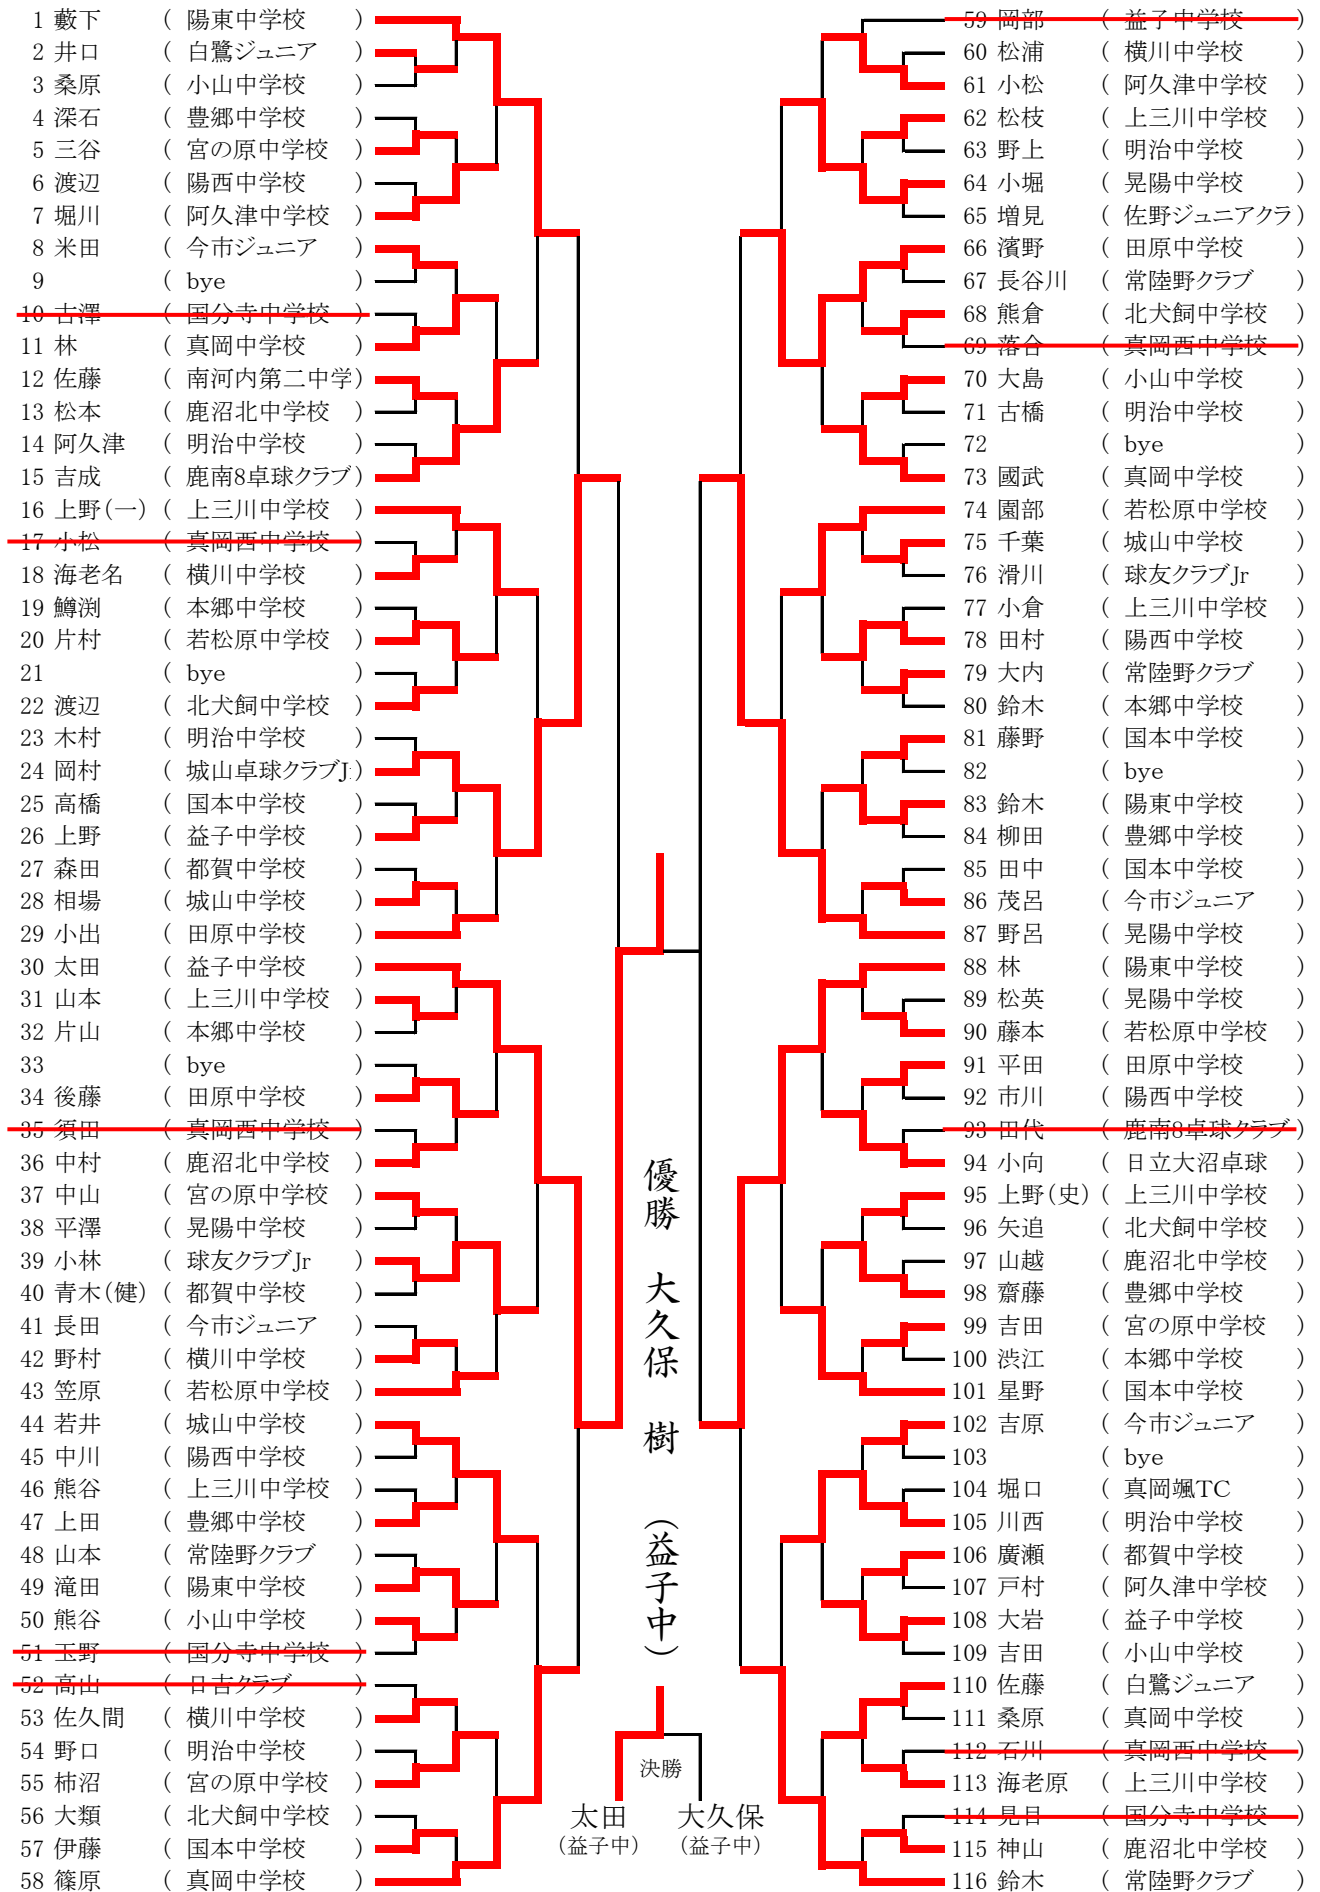 1 藪下 ( 陽東中学校 )
2 井口 ( 白鷺ジュニア )
3 桑原 ( 小山中学校 )
4 深石 ( 豊郷中学校 )
5 三谷 ( 宮の原中学校 )
6 渡辺 ( 陽西中学校 )
7 堀川 ( 阿久津中学校 )
8 米田 ( 今市ジュニア )
9 ( bye )
10 古澤 ( 国分寺中学校 )
11 林 ( 真岡中学校 )
12 佐藤 ( 南河内第二中学)
13 松本 ( 鹿沼北中学校 )
14 阿久津 ( 明治中学校 )
15 吉成 ( 鹿南8卓球クラブ)
16 上野(一) ( 上三川中学校 )
17 小松 ( 真岡西中学校 )
18 海老名 ( 横川中学校 )
19 鱒渕 ( 本郷中学校 )
20 片村 ( 若松原中学校 )
21 ( bye )
22 渡辺 ( 北犬飼中学校 )
23 木村 ( 明治中学校 )
24 岡村 ( 城山卓球クラブJ)
25 高橋 ( 国本中学校 )
26 上野 ( 益子中学校 )
27 森田 ( 都賀中学校 )
28 相場 ( 城山中学校 )
29 小出 ( 田原中学校 )
30 太田 ( 益子中学校 )
31 山本 ( 上三川中学校 )
32 片山 ( 本郷中学校 )
33 ( bye )
34 後藤 ( 田原中学校 )
35 須田 ( 真岡西中学校 )
36 中村 ( 鹿沼北中学校 )
37 中山 ( 宮の原中学校 )
38 平澤 ( 晃陽中学校 )
39 小林 ( 球友クラブJr )
40 青木(健) ( 都賀中学校 )
41 長田 ( 今市ジュニア )
42 野村 ( 横川中学校 )
43 笠原 ( 若松原中学校 )
44 若井 ( 城山中学校 )
45 中川 ( 陽西中学校 )
46 熊谷 ( 上三川中学校 )
47 上田 ( 豊郷中学校 )
48 山本 ( 常陸野クラブ )
49 滝田 ( 陽東中学校 )
50 熊谷 ( 小山中学校 )
51 玉野 ( 国分寺中学校 )
52 高山 ( 日吉クラブ )
53 佐久間 ( 横川中学校 )
54 野口 ( 明治中学校 )
55 柿沼 ( 宮の原中学校 )
56 大類 ( 北犬飼中学校 )
57 伊藤 ( 国本中学校 )
58 篠原 ( 真岡中学校 )
優勝 大久保 樹 (益子中)
決勝
太田 大久保
(益子中) (益子中)
59 岡部 ( 益子中学校 )
60 松浦 ( 横川中学校 )
61 小松 ( 阿久津中学校 )
62 松枝 ( 上三川中学校 )
63 野上 ( 明治中学校 )
64 小堀 ( 晃陽中学校 )
65 増見 ( 佐野ジュニアクラ)
66 濱野 ( 田原中学校 )
67 長谷川 ( 常陸野クラブ )
68 熊倉 ( 北犬飼中学校 )
69 落合 ( 真岡西中学校 )
70 大島 ( 小山中学校 )
71 古橋 ( 明治中学校 )
72 ( bye )
73 國武 ( 真岡中学校 )
74 園部 ( 若松原中学校 )
75 千葉 ( 城山中学校 )
76 滑川 ( 球友クラブJr )
77 小倉 ( 上三川中学校 )
78 田村 ( 陽西中学校 )
79 大内 ( 常陸野クラブ )
80 鈴木 ( 本郷中学校 )
81 藤野 ( 国本中学校 )
82 ( bye )
83 鈴木 ( 陽東中学校 )
84 柳田 ( 豊郷中学校 )
85 田中 ( 国本中学校 )
86 茂呂 ( 今市ジュニア )
87 野呂 ( 晃陽中学校 )
88 林 ( 陽東中学校 )
89 松英 ( 晃陽中学校 )
90 藤本 ( 若松原中学校 )
91 平田 ( 田原中学校 )
92 市川 ( 陽西中学校 )
93 田代 ( 鹿南8卓球クラブ)
94 小向 ( 日立大沼卓球 )
95 上野(史) ( 上三川中学校 )
96 矢追 ( 北犬飼中学校 )
97 山越 ( 鹿沼北中学校 )
98 齋藤 ( 豊郷中学校 )
99 吉田 ( 宮の原中学校 )
100 渋江 ( 本郷中学校 )
101 星野 ( 国本中学校 )
102 吉原 ( 今市ジュニア )
103 ( bye )
104 堀口 ( 真岡颯TC )
105 川西 ( 明治中学校 )
106 廣瀬 ( 都賀中学校 )
107 戸村 ( 阿久津中学校 )
108 大岩 ( 益子中学校 )
109 吉田 ( 小山中学校 )
110 佐藤 ( 白鷺ジュニア )
111 桑原 ( 真岡中学校 )
112 石川 ( 真岡西中学校 )
113 海老原 ( 上三川中学校 )
114 見目 ( 国分寺中学校 )
115 神山 ( 鹿沼北中学校 )
116 鈴木 ( 常陸野クラブ )